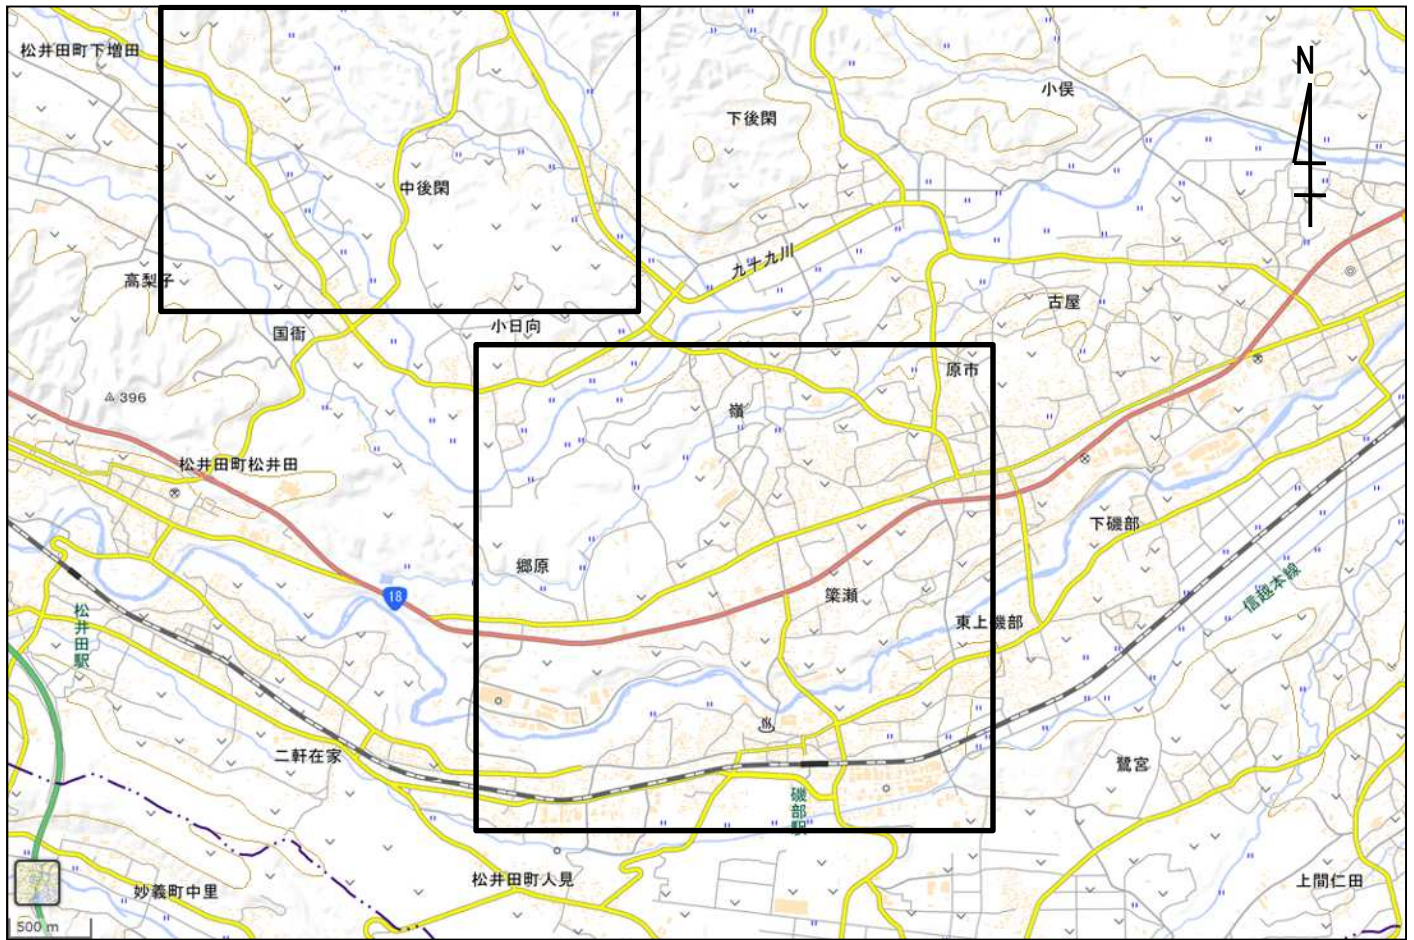 松井田町下増田
N
小俣
下後閑
中後閑
九十九川
高梨子
古屋
国衙
小日向
原市
396
嶺
松井田町松井田
下磯部
郷原
18
簗瀬
信越本線
松井田駅
東上磯部
二軒在家
鷺宮
磯部駅
松井田町人見
上間仁田
妙義町中里
500 m